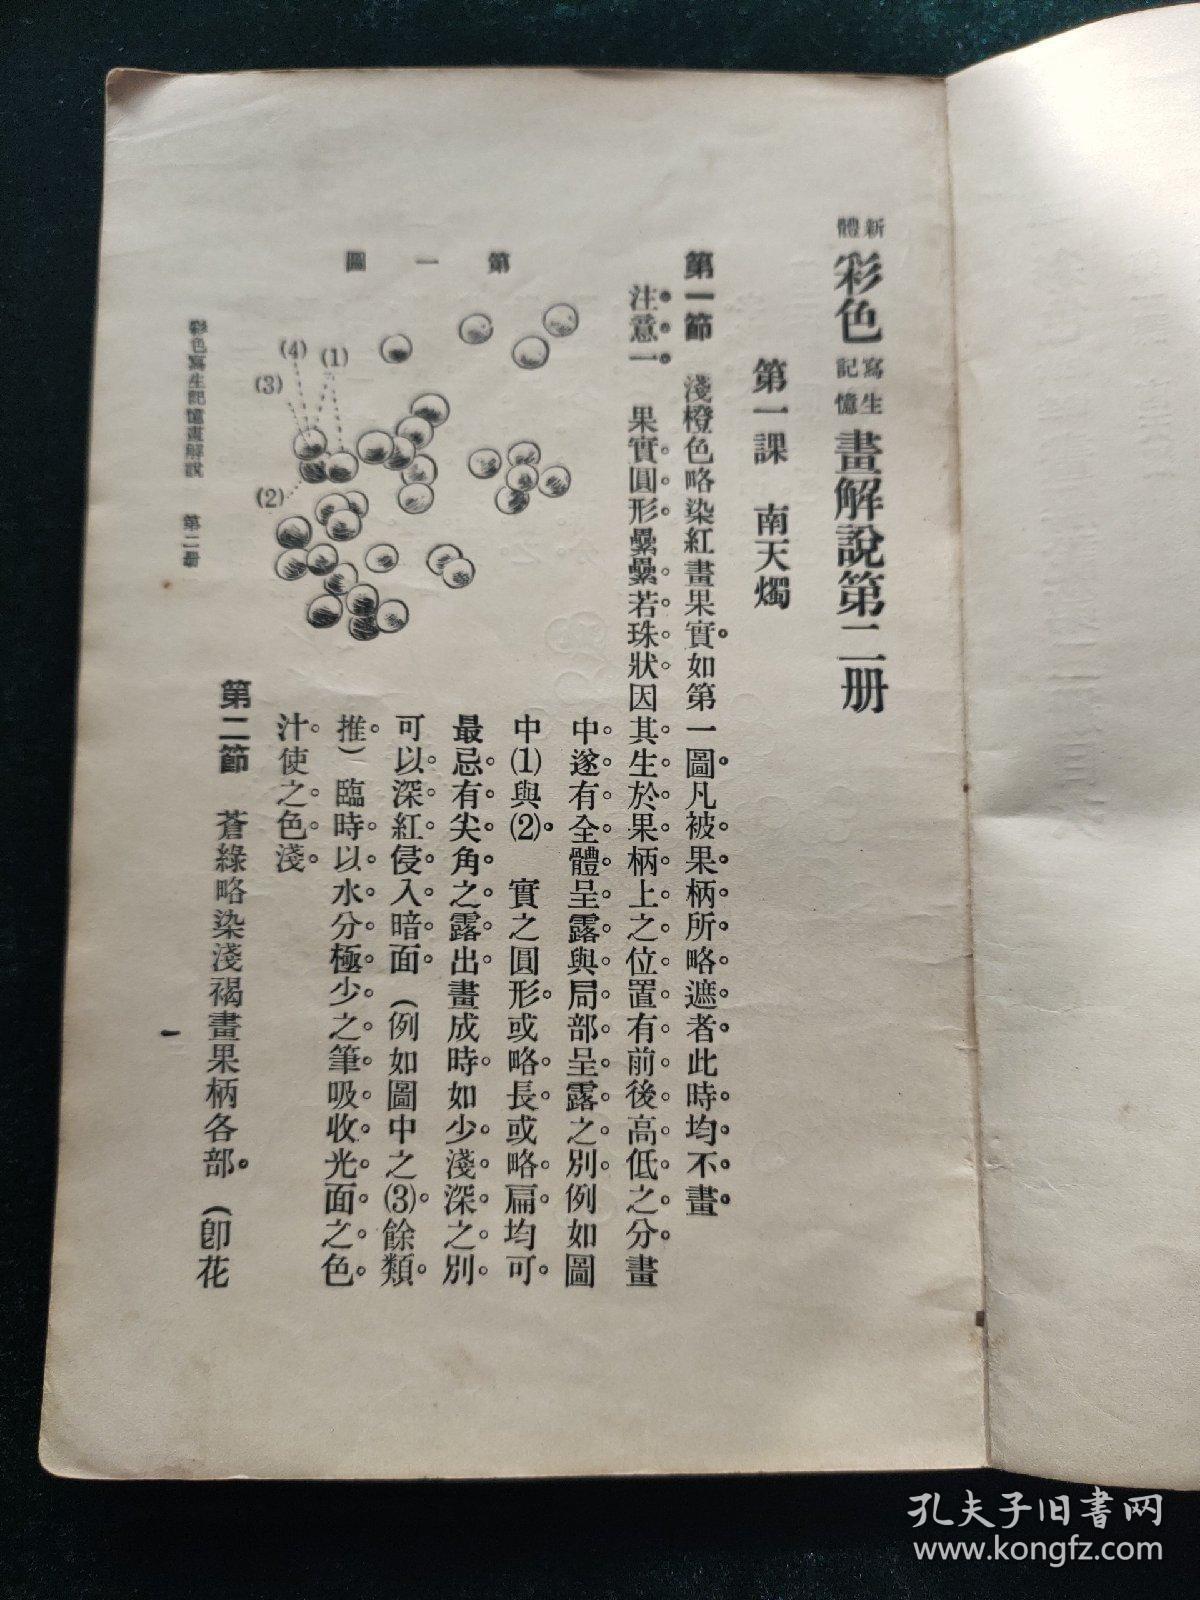 新體彩色寫生記憶畫解說第二册
第一課　南天燭
第一節　淺橙色略染紅畫果實。如第一圖。凡被果柄所略遮者此時均不畫。
注意一　果實圓形。纍纍若珠狀。因其生於果柄上之位置有前後高低之分。畫
中遂有全體呈露與局部呈露之別。例如圖
中(1)與(2)。實之圓形。或略長。或略扁。均可。
最忌有尖角之露出。畫成時如少淺深之別。
可以深紅侵入暗面。(例如圖中之(3)。餘類
推)臨時以水分極少之筆吸收光面之色
汁。使之色淺。
第二節　蒼綠略染淺褐畫果柄各部。(卽花
第一圖
(1)
(4)
(3)
(2)
彩色寫生記憶畫解說　第二册
一
孔夫子旧书网
www.kongfz.com